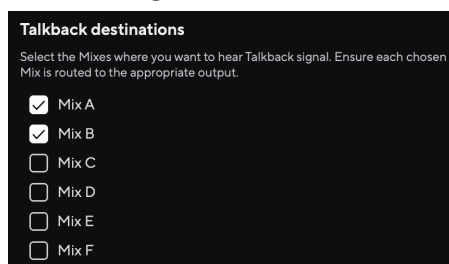 Talkback destinations
Select the Mixes where you want to hear Talkback signal. Ensure each chosen
Mix is routed to the appropriate output.
Mix A
Mix B
Mix C
Mix D
Mix E
Mix F